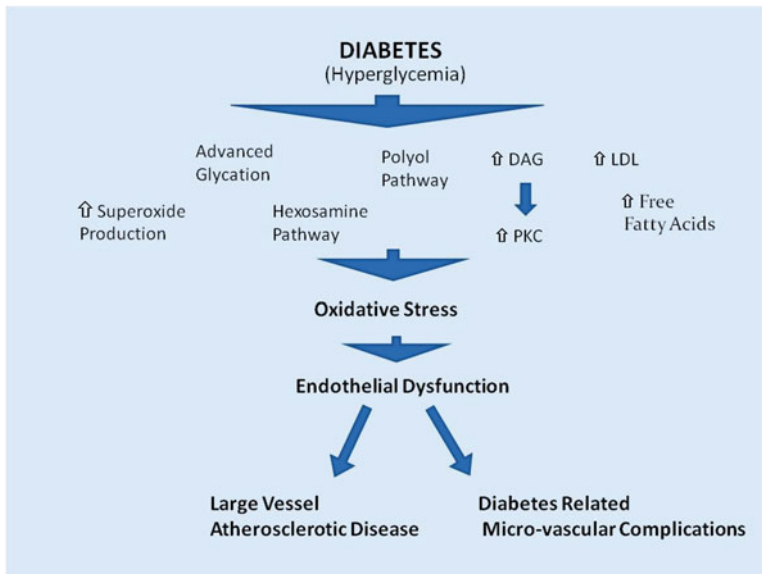 DIABETES
(Hyperglycemia)
Advanced
Glycation
Polyol
Pathway
⇧ DAG
⇧ LDL
⇧ Superoxide
Production
Hexosamine
Pathway
⇧ PKC
⇧ Free
Fatty Acids
Oxidative Stress
Endothelial Dysfunction
Large Vessel
Atherosclerotic Disease
Diabetes Related
Micro-vascular Complications